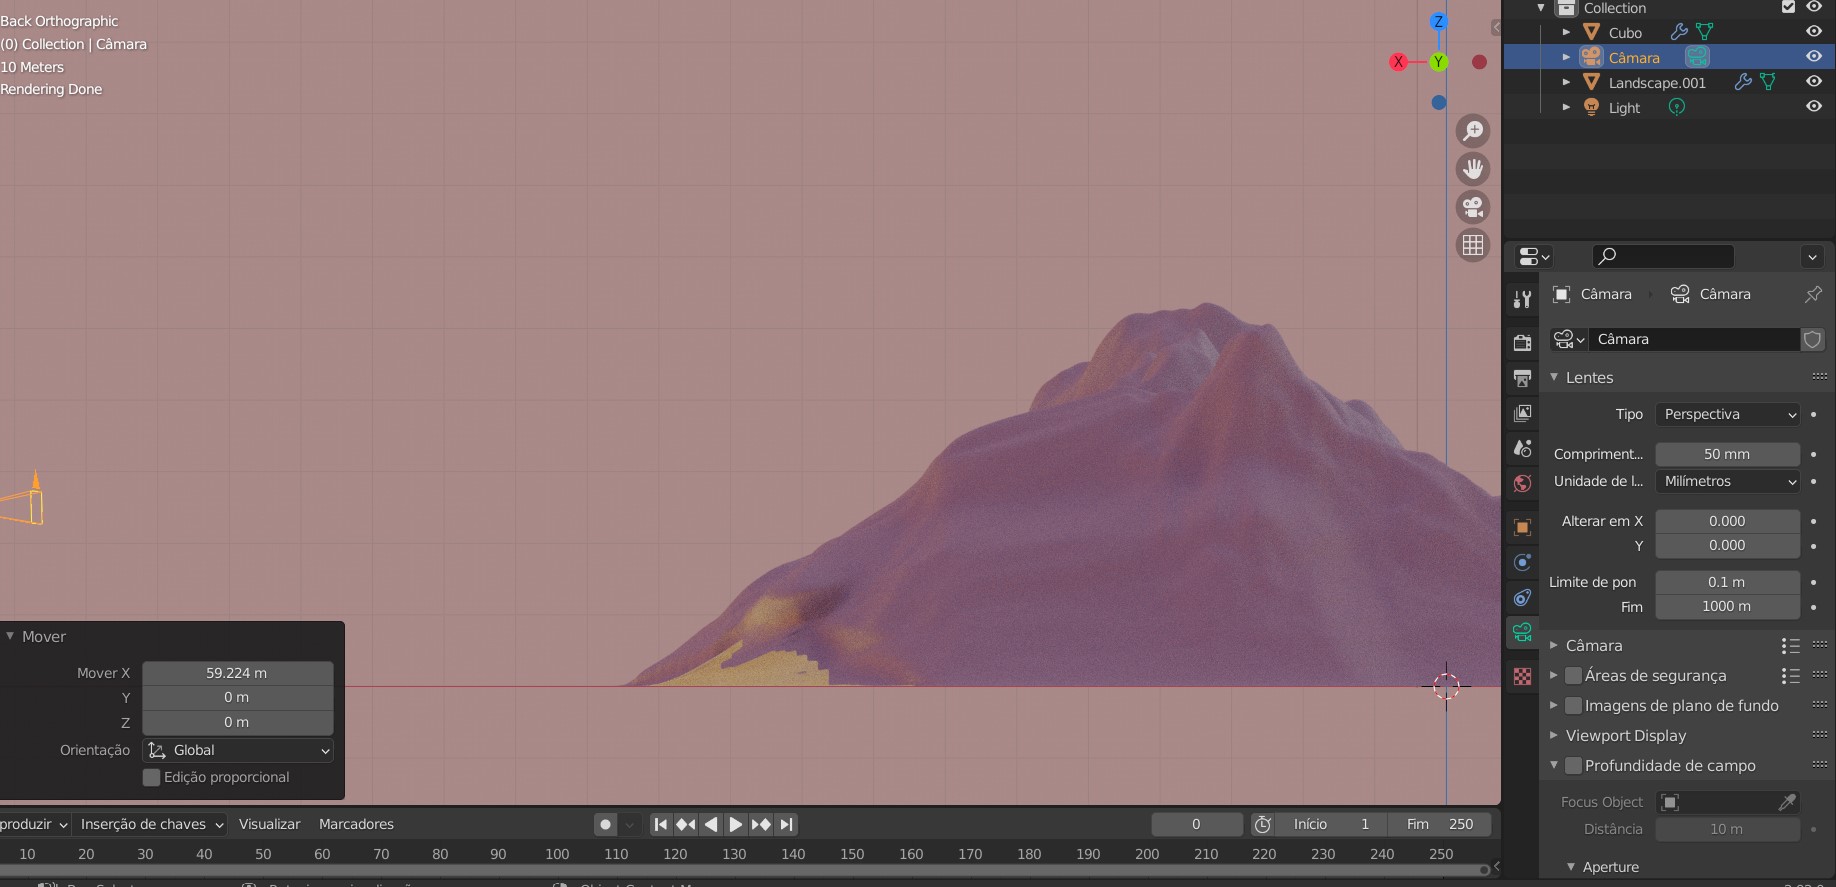 Back Orthographic
(0) Collection | Câmara
10 Meters
Rendering Done
Z
X
Y
Collection
Cubo
Câmara
Landscape.001
Light
Câmara
Câmara
Câmara
Lentes
Tipo Perspectiva
Compriment... 50 mm
Unidade de l... Milímetros
Alterar em X 0.000
Y 0.000
Limite de pon 0.1 m
Fim 1000 m
Câmara
Áreas de segurança
Imagens de plano de fundo
Viewport Display
Profundidade de campo
Focus Object
Distância 10 m
Aperture
Mover
Mover X 59.224 m
Y 0 m
Z 0 m
Orientação Global
Edição proporcional
produzir Inserção de chaves Visualizar Marcadores 0 Início 1 Fim 250
10 20 30 40 50 60 70 80 90 100 110 120 130 140 150 160 170 180 190 200 210 220 230 240 250